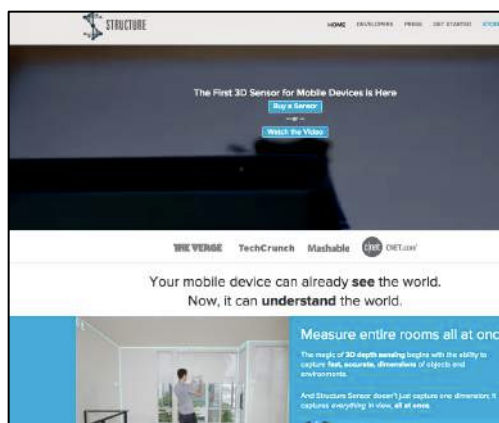 STRUCTURE
HOME DEVELOPERS PRESS GET STARTED STORE
The First 3D Sensor for Mobile Devices is Here
Buy a Sensor
— or —
Watch the Video
THE VERGE TechCrunch Mashable cnet CNET.com
Your mobile device can already see the world.
Now, it can understand the world.
Measure entire rooms all at onc
The magic of 3D depth sensing begins with the ability to
capture fast, accurate, dimensions of objects and
environments.
And Structure Sensor doesn't just capture one dimension; it
captures everything in view, all at once.